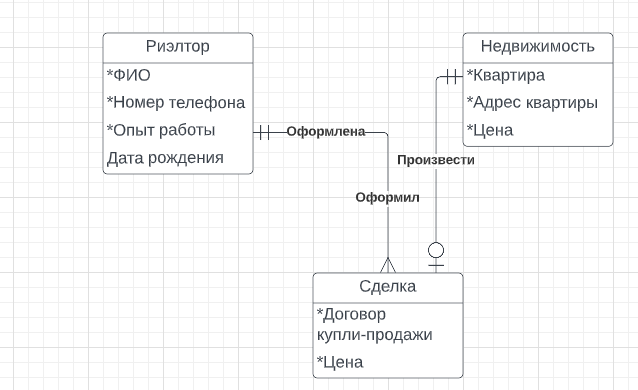 Риэлтор
*ФИО
*Номер телефона
*Опыт работы
Дата рождения
Недвижимость
*Квартира
*Адрес квартиры
*Цена
Оформлена
Произвести
Оформил
Сделка
*Договор
купли-продажи
*Цена